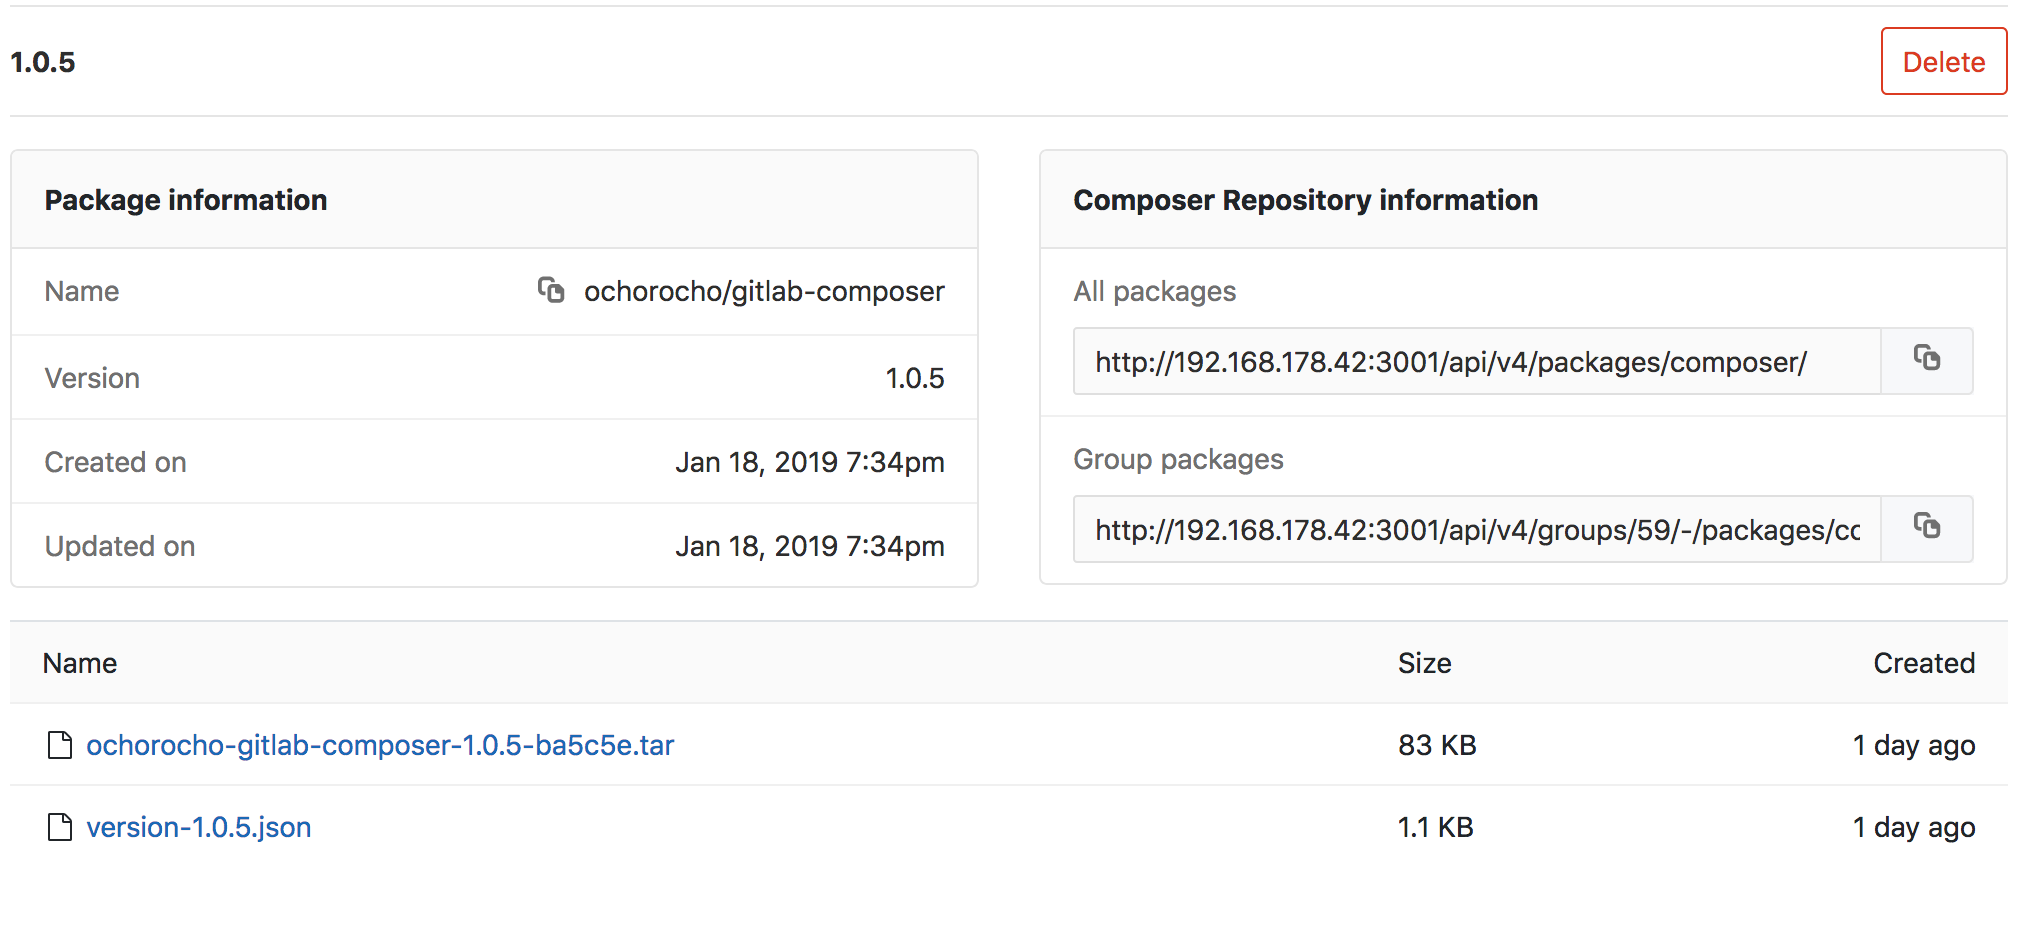 1.0.5
Delete
Package information
Name ochorocho/gitlab-composer
Version 1.0.5
Created on Jan 18, 2019 7:34pm
Updated on Jan 18, 2019 7:34pm
Composer Repository information
All packages
http://192.168.178.42:3001/api/v4/packages/composer/
Group packages
http://192.168.178.42:3001/api/v4/groups/59/-/packages/co
Name Size Created
ochorocho-gitlab-composer-1.0.5-ba5c5e.tar 83 KB 1 day ago
version-1.0.5.json 1.1 KB 1 day ago